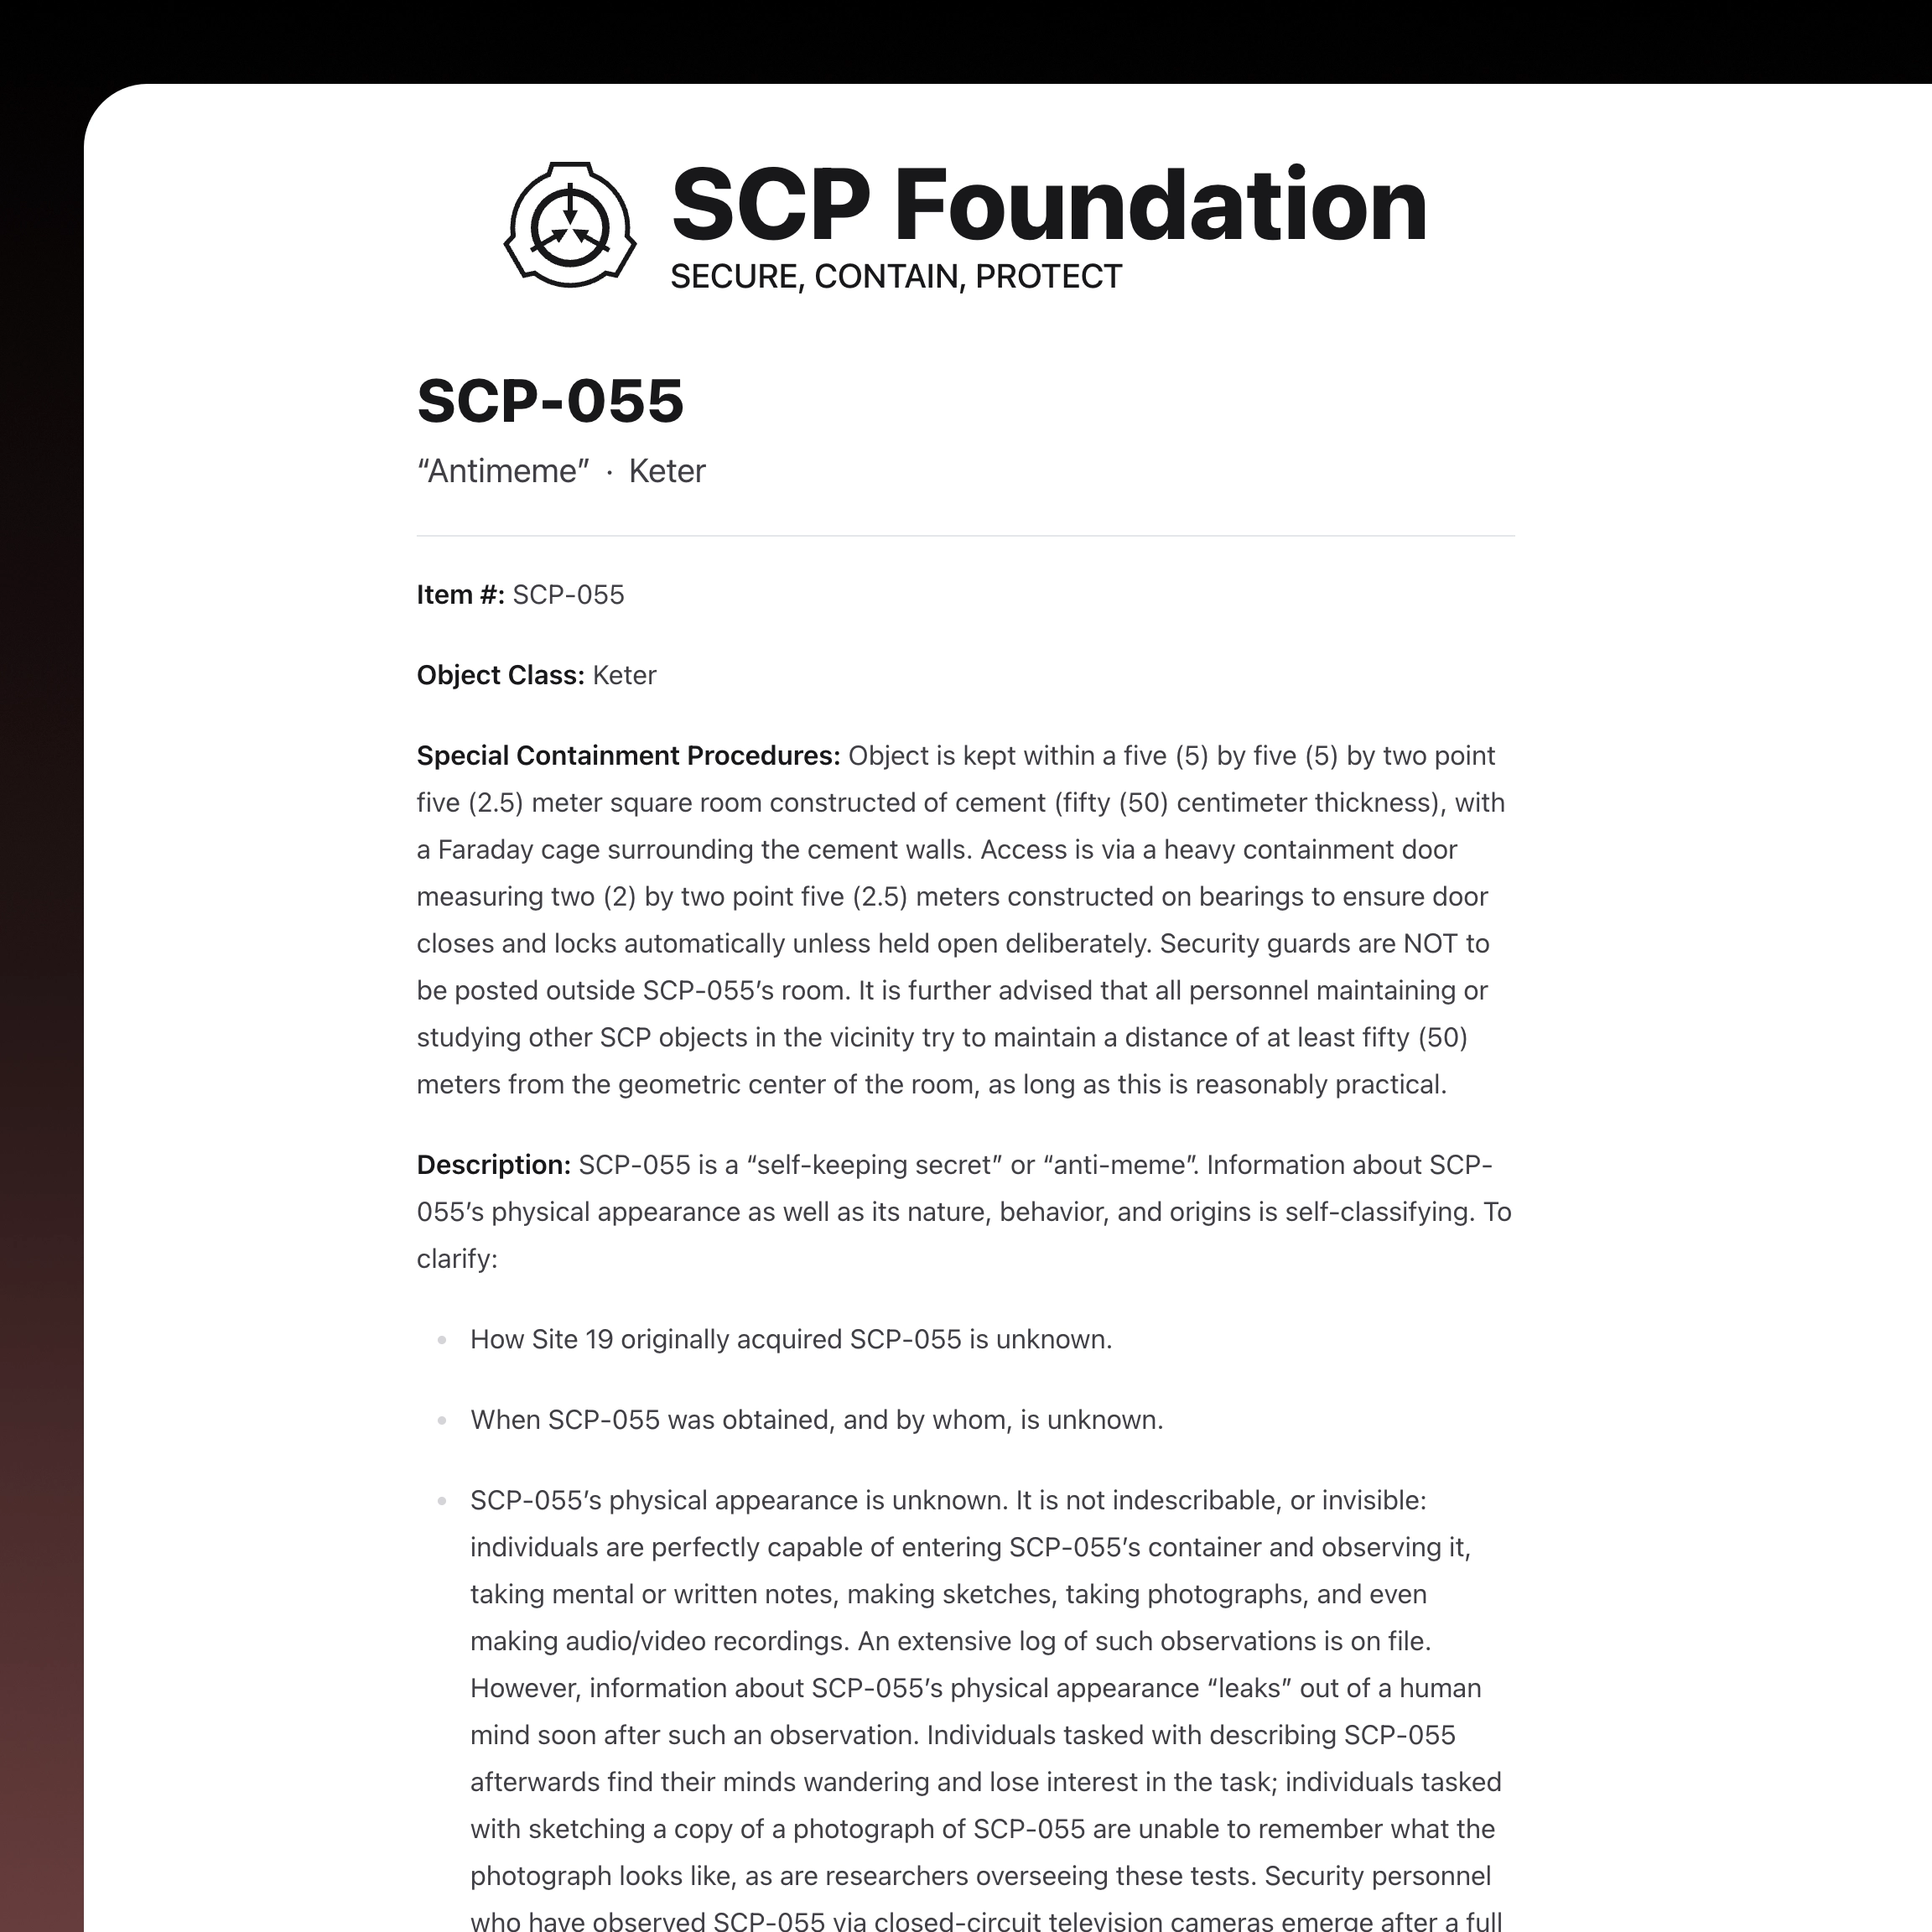 SCP Foundation
SECURE, CONTAIN, PROTECT
SCP-055
“Antimeme” · Keter
Item #: SCP-055
Object Class: Keter
Special Containment Procedures: Object is kept within a five (5) by five (5) by two point
five (2.5) meter square room constructed of cement (fifty (50) centimeter thickness), with
a Faraday cage surrounding the cement walls. Access is via a heavy containment door
measuring two (2) by two point five (2.5) meters constructed on bearings to ensure door
closes and locks automatically unless held open deliberately. Security guards are NOT to
be posted outside SCP-055’s room. It is further advised that all personnel maintaining or
studying other SCP objects in the vicinity try to maintain a distance of at least fifty (50)
meters from the geometric center of the room, as long as this is reasonably practical.
Description: SCP-055 is a “self-keeping secret” or “anti-meme”. Information about SCP-
055’s physical appearance as well as its nature, behavior, and origins is self-classifying. To
clarify:
• How Site 19 originally acquired SCP-055 is unknown.
• When SCP-055 was obtained, and by whom, is unknown.
• SCP-055’s physical appearance is unknown. It is not indescribable, or invisible:
individuals are perfectly capable of entering SCP-055’s container and observing it,
taking mental or written notes, making sketches, taking photographs, and even
making audio/video recordings. An extensive log of such observations is on file.
However, information about SCP-055’s physical appearance “leaks” out of a human
mind soon after such an observation. Individuals tasked with describing SCP-055
afterwards find their minds wandering and lose interest in the task; individuals tasked
with sketching a copy of a photograph of SCP-055 are unable to remember what the
photograph looks like, as are researchers overseeing these tests. Security personnel
who have observed SCP-055 via closed-circuit television cameras emerge after a full